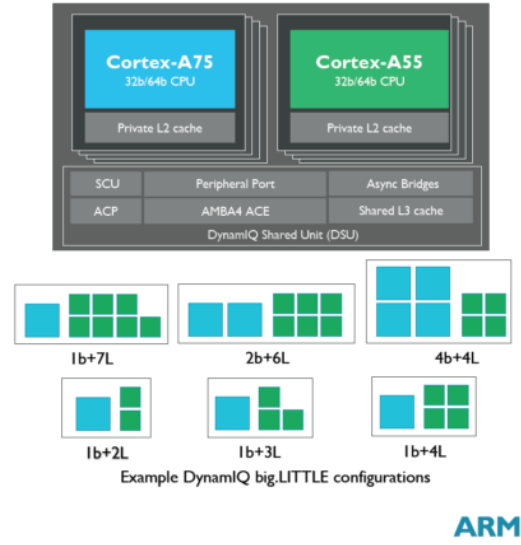 Cortex-A75
32b/64b CPU
Private L2 cache
Cortex-A55
32b/64b CPU
Private L2 cache
SCU Peripheral Port Async Bridges
ACP AMBA4 ACE Shared L3 cache
DynamIQ Shared Unit (DSU)
1b+7L 2b+6L 4b+4L
1b+2L 1b+3L 1b+4L
Example DynamIQ big.LITTLE configurations
ARM